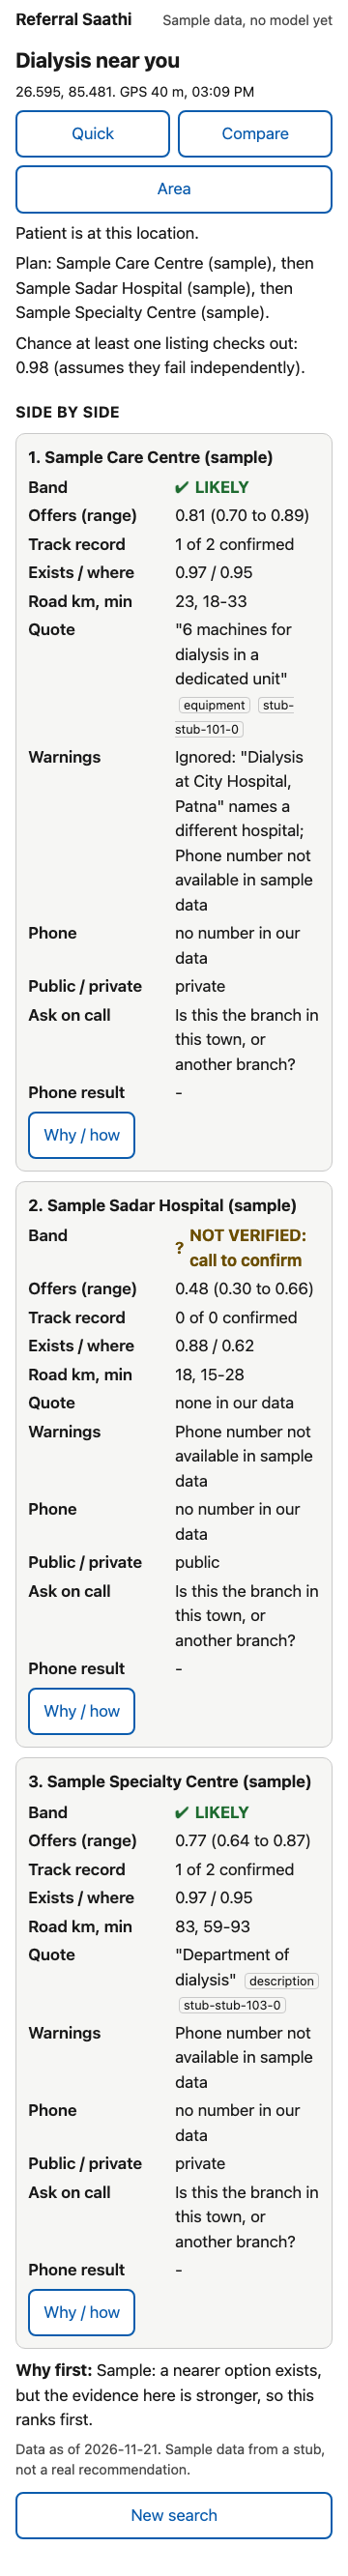 Referral Saathi
Sample data, no model yet
Dialysis near you
26.595, 85.481. GPS 40 m, 03:09 PM
Quick
Compare
Area
Patient is at this location.
Plan: Sample Care Centre (sample), then
Sample Sadar Hospital (sample), then
Sample Specialty Centre (sample).
Chance at least one listing checks out:
0.98 (assumes they fail independently).
SIDE BY SIDE
1. Sample Care Centre (sample)
Band ✔ LIKELY
Offers (range) 0.81 (0.70 to 0.89)
Track record 1 of 2 confirmed
Exists / where 0.97 / 0.95
Road km, min 23, 18-33
Quote "6 machines for
dialysis in a
dedicated unit"
equipment stub-
stub-101-0
Warnings Ignored: "Dialysis
at City Hospital,
Patna" names a
different hospital;
Phone number not
available in sample
data
Phone no number in our
data
Public / private private
Ask on call Is this the branch in
this town, or
another branch?
Phone result -
Why / how
2. Sample Sadar Hospital (sample)
Band ? NOT VERIFIED:
call to confirm
Offers (range) 0.48 (0.30 to 0.66)
Track record 0 of 0 confirmed
Exists / where 0.88 / 0.62
Road km, min 18, 15-28
Quote none in our data
Warnings Phone number not
available in sample
data
Phone no number in our
data
Public / private public
Ask on call Is this the branch in
this town, or
another branch?
Phone result -
Why / how
3. Sample Specialty Centre (sample)
Band ✔ LIKELY
Offers (range) 0.77 (0.64 to 0.87)
Track record 1 of 2 confirmed
Exists / where 0.97 / 0.95
Road km, min 83, 59-93
Quote "Department of
dialysis" description
stub-stub-103-0
Warnings Phone number not
available in sample
data
Phone no number in our
data
Public / private private
Ask on call Is this the branch in
this town, or
another branch?
Phone result -
Why / how
Why first: Sample: a nearer option exists,
but the evidence here is stronger, so this
ranks first.
Data as of 2026-11-21. Sample data from a stub,
not a real recommendation.
New search